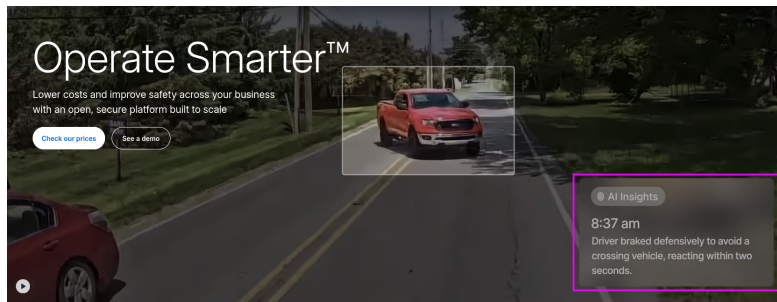 Operate Smarter™
Lower costs and improve safety across your business
with an open, secure platform built to scale
Check our prices
See a demo
AI Insights
8:37 am
Driver braked defensively to avoid a
crossing vehicle, reacting within two
seconds.